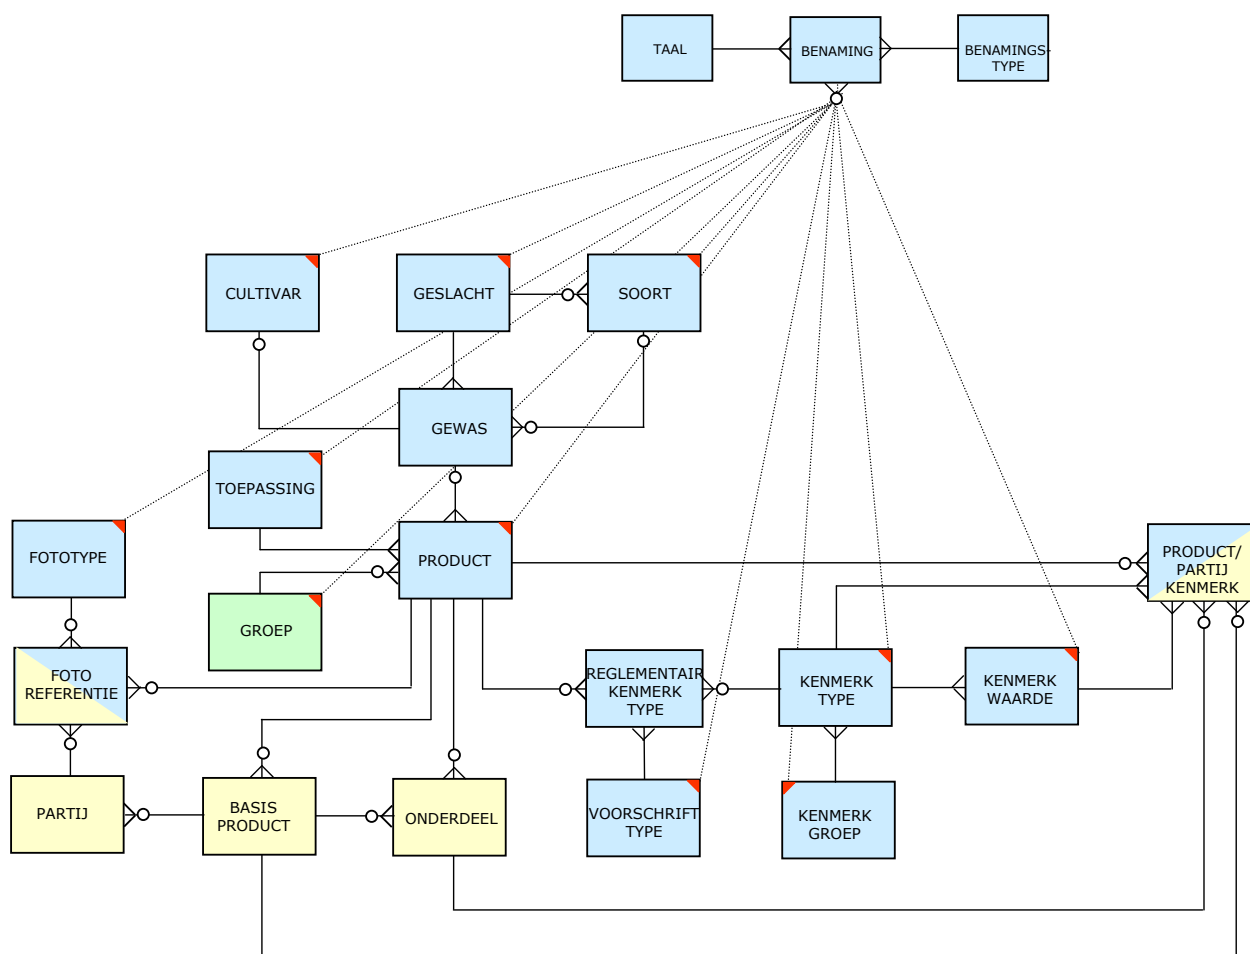 TAAL
BENAMING
BENAMINGS-
TYPE
CULTIVAR
GESLACHT
SOORT
GEWAS
TOEPASSING
FOTOTYPE
PRODUCT
PRODUCT/
PARTIJ
KENMERK
GROEP
FOTO
REFERENTIE
REGLEMENTAIR
KENMERK
TYPE
KENMERK
TYPE
KENMERK
WAARDE
PARTIJ
BASIS
PRODUCT
ONDERDEEL
VOORSCHRIFT
TYPE
KENMERK
GROEP